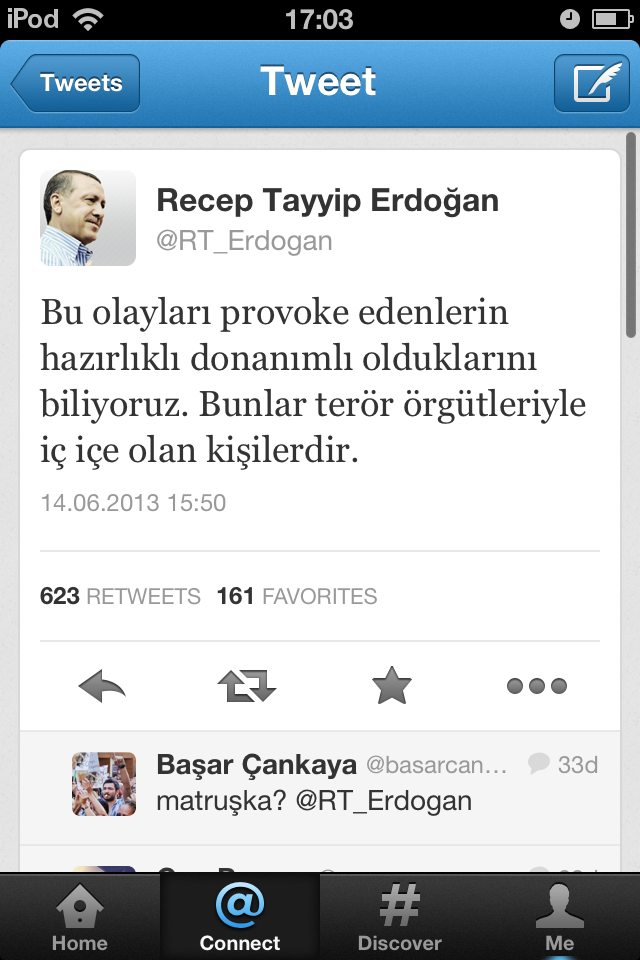 iPod 17:03
Tweets Tweet
Recep Tayyip Erdoğan
@RT_Erdogan
Bu olayları provoke edenlerin
hazırlıklı donanımlı olduklarını
biliyoruz. Bunlar terör örgütleriyle
iç içe olan kişilerdir.
14.06.2013 15:50
623 RETWEETS 161 FAVORITES
Başar Çankaya @basarcan... 33d
matruşka? @RT_Erdogan
Home Connect Discover Me